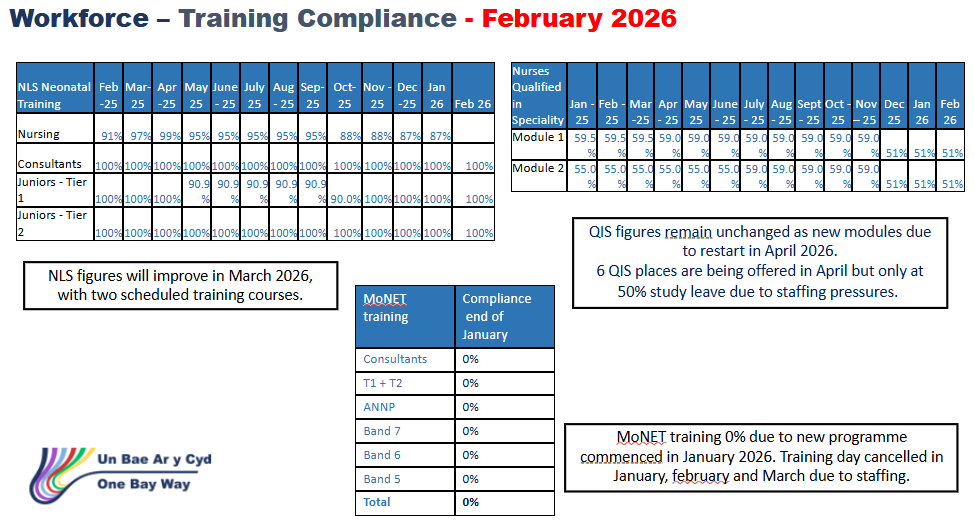 Workforce – Training Compliance - February 2026
NLS Neonatal Training | Feb -25 | Mar- 25 | Apr - 25 | May - 25 | June - 25 | July - 25 | Aug - 25 | Sep- 25 | Oct- 25 | Nov - 25 | Dec -25 | Jan 26 | Feb 26
Nursing | 91% | 97% | 99% | 95% | 95% | 95% | 95% | 95% | 88% | 88% | 87% | 87% |
Consultants | 100% | 100% | 100% | 100% | 100% | 100% | 100% | 100% | 100% | 100% | 100% | 100% | 100%
Juniors - Tier 1 | 100% | 100% | 100% | 90.9% | 90.9% | 90.9% | 90.9% | 90.9% | 90.0% | 100% | 100% | 100% | 100%
Juniors - Tier 2 | 100% | 100% | 100% | 100% | 100% | 100% | 100% | 100% | 100% | 100% | 100% | 100% | 100%
NLS figures will improve in March 2026,
with two scheduled training courses.
Nurses Qualified in Speciality | Jan - 25 | Feb - 25 | Mar -25 | Apr - 25 | May - 25 | June - 25 | July - 25 | Aug - 25 | Sept 25 | Oct - 25 | Nov – 25 | Dec 25 | Jan 26 | Feb 26
Module 1 | 59.5% | 59.5% | 59.5% | 59.0% | 59.0% | 59.0% | 59.0% | 59.0% | 59.0% | 59.0% | 59.0% | 51% | 51% | 51%
Module 2 | 55.0% | 55.0% | 55.0% | 55.0% | 55.0% | 55.0% | 55.0% | 59.0% | 59.0% | 59.0% | 59.0% | 51% | 51% | 51%
QIS figures remain unchanged as new modules due
to restart in April 2026.
6 QIS places are being offered in April but only at
50% study leave due to staffing pressures.
MoNET training | Compliance end of January
Consultants | 0%
T1 + T2 | 0%
ANNP | 0%
Band 7 | 0%
Band 6 | 0%
Band 5 | 0%
Total | 0%
MoNET training 0% due to new programme
commenced in January 2026. Training day cancelled in
January, february and March due to staffing.
Un Bae Ar y Cyd
One Bay Way